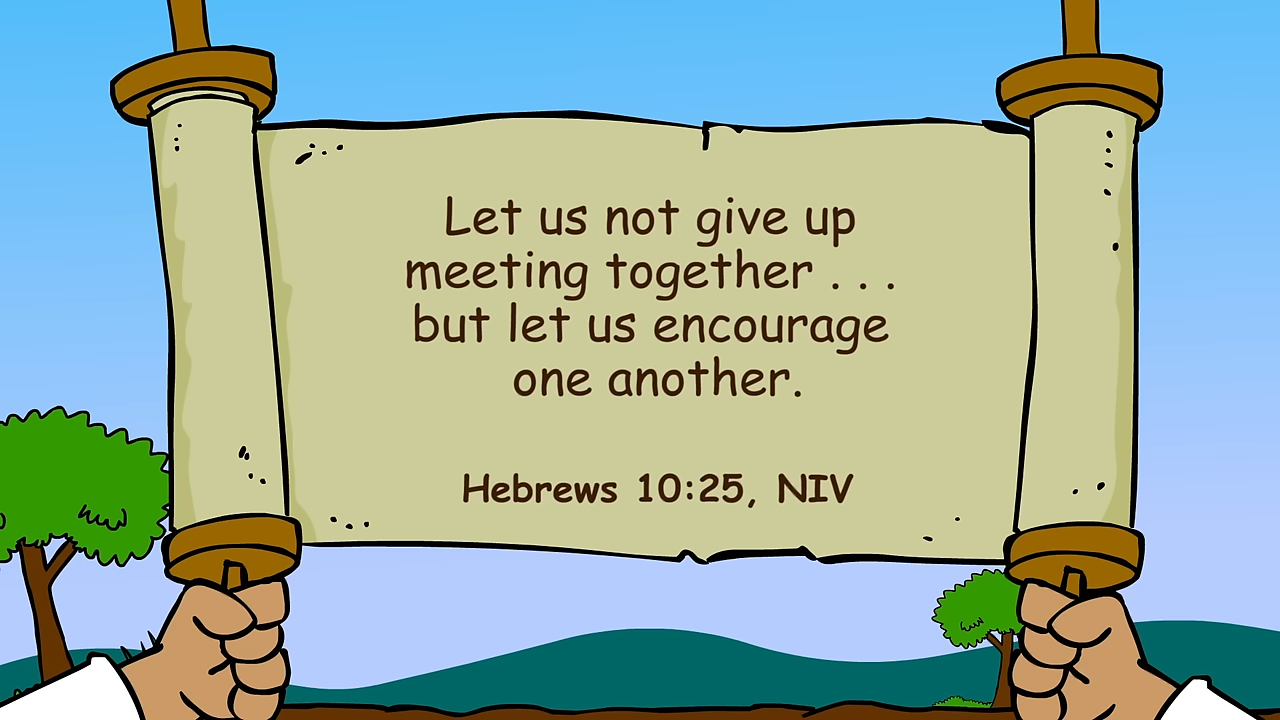 Let us not give up
meeting together . . .
but let us encourage
one another.
Hebrews 10:25, NIV